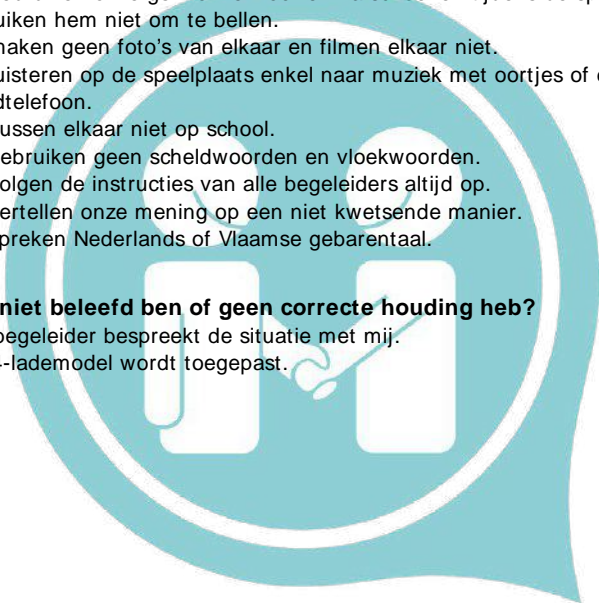 uiken hem niet om te bellen.
naken geen foto's van elkaar en filmen elkaar niet.
uisteren op de speelplaats enkel naar muziek met oortjes of
dtelefoon.
ussen elkaar niet op school.
ebruiken geen scheldwoorden en vloekwoorden.
olgen de instructies van alle begeleiders altijd op.
ertellen onze mening op een niet kwetsende manier.
preken Nederlands of Vlaamse gebarentaal.
niet beleefd ben of geen correcte houding heb?
begeleider bespreekt de situatie met mij.
4-lademodel wordt toegepast.